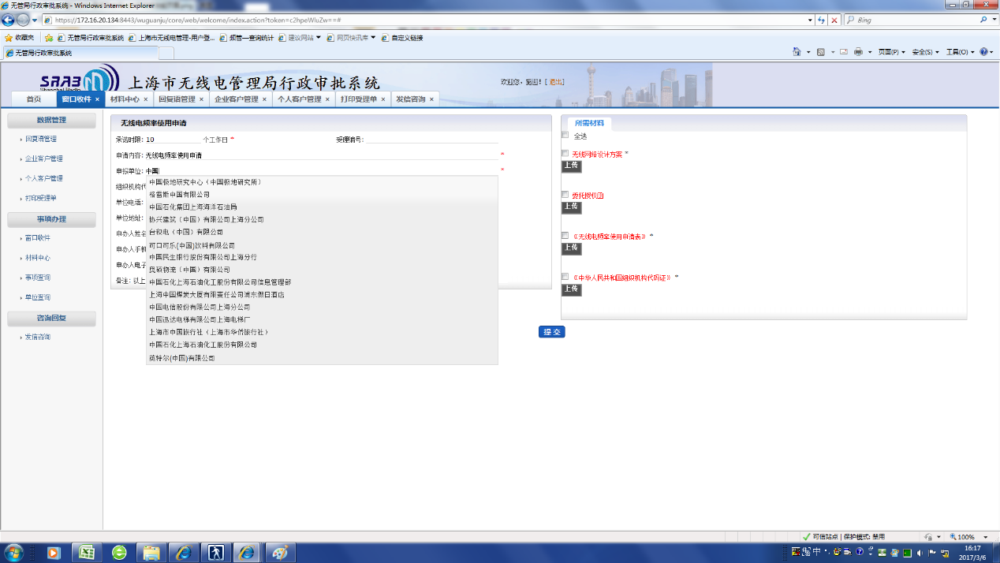 无管局行政审批系统 - Windows Internet Explorer
https://172.16.20.134:8443/wuguanju/core/web/welcome/index.action?token=c2hpeWluZw==#
Bing
收藏夹 无管局行政审批系统 上海市无线电管理-用户登... 频管—查询统计 建议网站 网页快讯库 自定义链接
无管局行政审批系统
页面(P) 安全(S) 工具(O)
SRRB
上海市无线电管理局行政审批系统
欢迎您，施迎! [ 退出]
首页 窗口收件 × 材料中心 × 回复语管理 × 企业客户管理 × 个人客户管理 × 打印受理单 × 发信咨询 ×
数据管理
回复语管理
企业客户管理
个人客户管理
打印受理单
事项办理
窗口收件
材料中心
事项查询
单位查询
咨询回复
发信咨询
无线电频率使用申请
承诺时限: 10 个工作日 * 受理编号:
申请内容: 无线电频率使用申请 *
申报单位: 中国 *
组织机构代
单位电话:
单位地址:
申办人姓名
申办人手机
申办人电子
备注: 以上
中国极地研究中心（中国极地研究所）
格雷斯中国有限公司
中国石化集团上海海洋石油局
协兴建筑（中国）有限公司上海分公司
台积电（中国）有限公司
可口可乐(中国)饮料有限公司
中国民生银行股份有限公司上海分行
奥硕物流（中国）有限公司
中国石化上海石油化工股份有限公司信息管理部
上海中国煤炭大厦有限责任公司浦东假日酒店
中国电信股份有限公司上海分公司
中国迅达电梯有限公司上海电梯厂
上海市中国旅行社（上海市华侨旅行社）
中国石化上海石油化工股份有限公司
英特尔(中国)有限公司
所需材料
全选
无线网络设计方案 *
上传
委托授权函
上传
《无线电频率使用申请表》 *
上传
《中华人民共和国组织机构代码证》 *
上传
提 交
可信站点 | 保护模式: 禁用
100%
中
16:17
2017/3/6